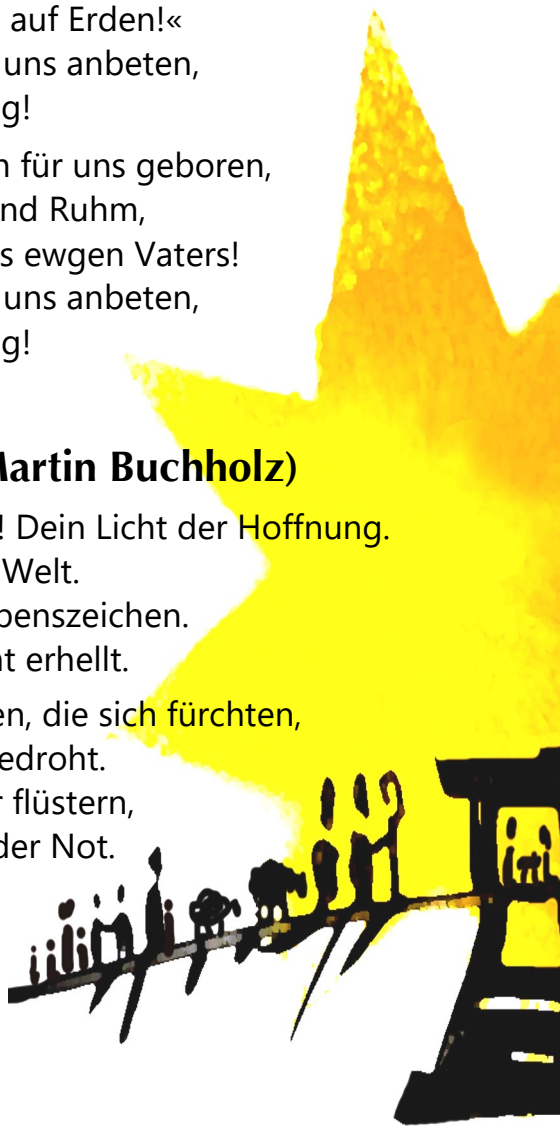 auf Erden!«
uns anbeten,
g!
für uns geboren,
nd Ruhm,
s ewgen Vaters!
uns anbeten,
g!
Martin Buchholz)
! Dein Licht der Hoffnung.
Welt.
benszeichen.
t erhellt.
en, die sich fürchten,
edroht.
flüstern,
der Not.